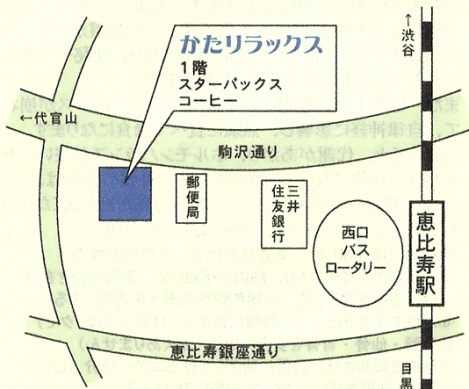 ↑渋谷
かたリラックス
1階
スターバックス
コーヒー
←代官山
駒沢通り
郵便局
三井
住友銀行
西口
バス
ロータリー
恵比寿駅
恵比寿銀座通り
目黒